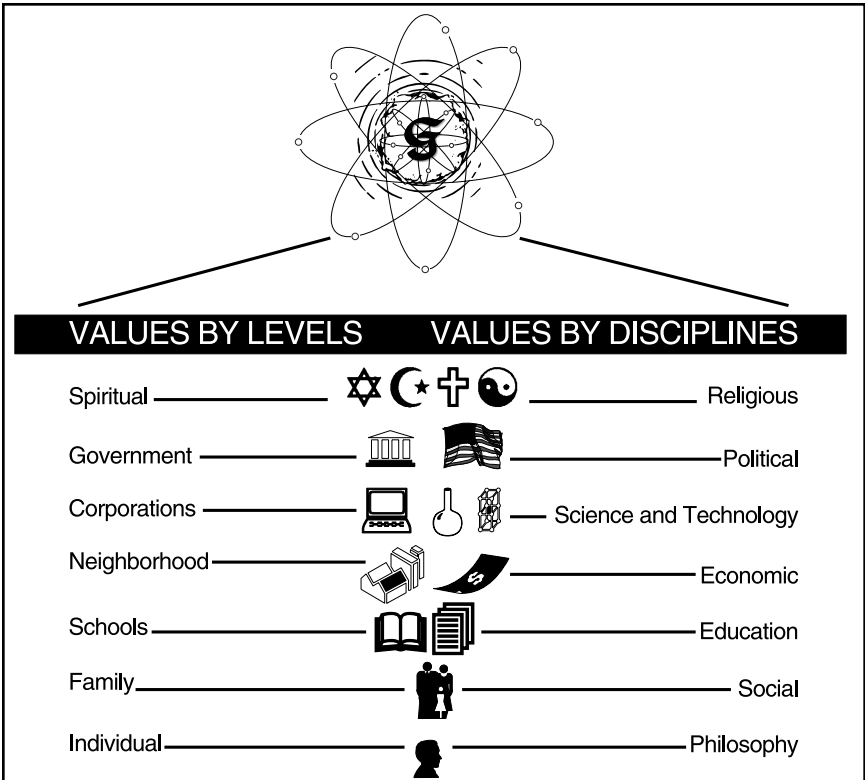 G
VALUES BY LEVELS VALUES BY DISCIPLINES
Spiritual Religious
Government Political
Corporations Science and Technology
Neighborhood Economic
$
Schools Education
Family Social
Individual Philosophy